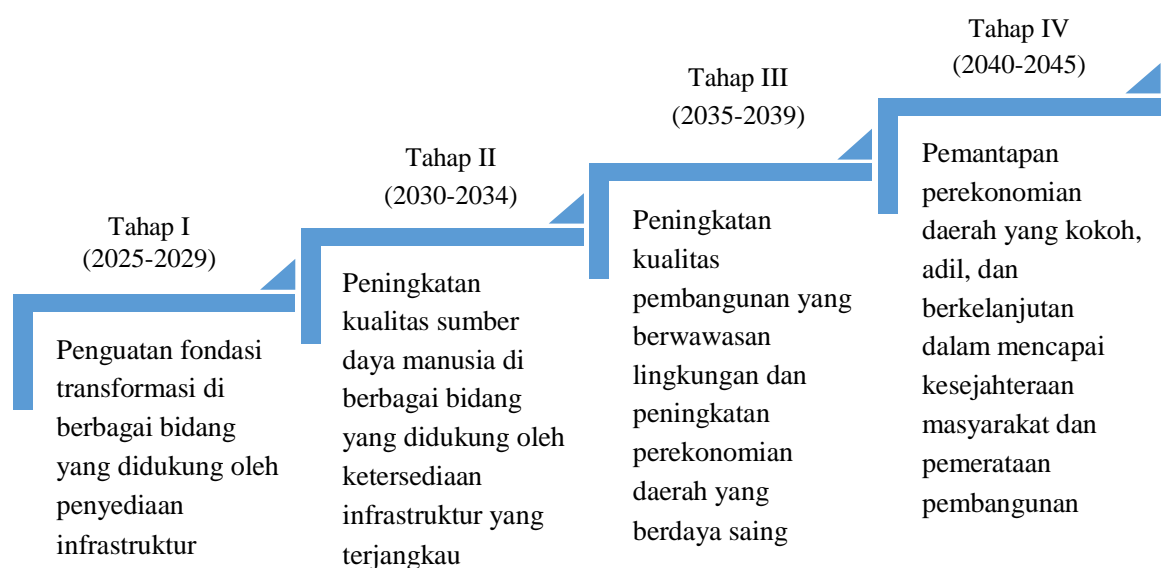 Tahap I
(2025-2029)
Penguatan fondasi
transformasi di
berbagai bidang
yang didukung oleh
penyediaan
infrastruktur
Tahap II
(2030-2034)
Peningkatan
kualitas sumber
daya manusia di
berbagai bidang
yang didukung oleh
ketersediaan
infrastruktur yang
terjangkau
Tahap III
(2035-2039)
Peningkatan
kualitas
pembangunan yang
berwawasan
lingkungan dan
peningkatan
perekonomian
daerah yang
berdaya saing
Tahap IV
(2040-2045)
Pemantapan
perekonomian
daerah yang kokoh,
adil, dan
berkelanjutan
dalam mencapai
kesejahteraan
masyarakat dan
pemerataan
pembangunan